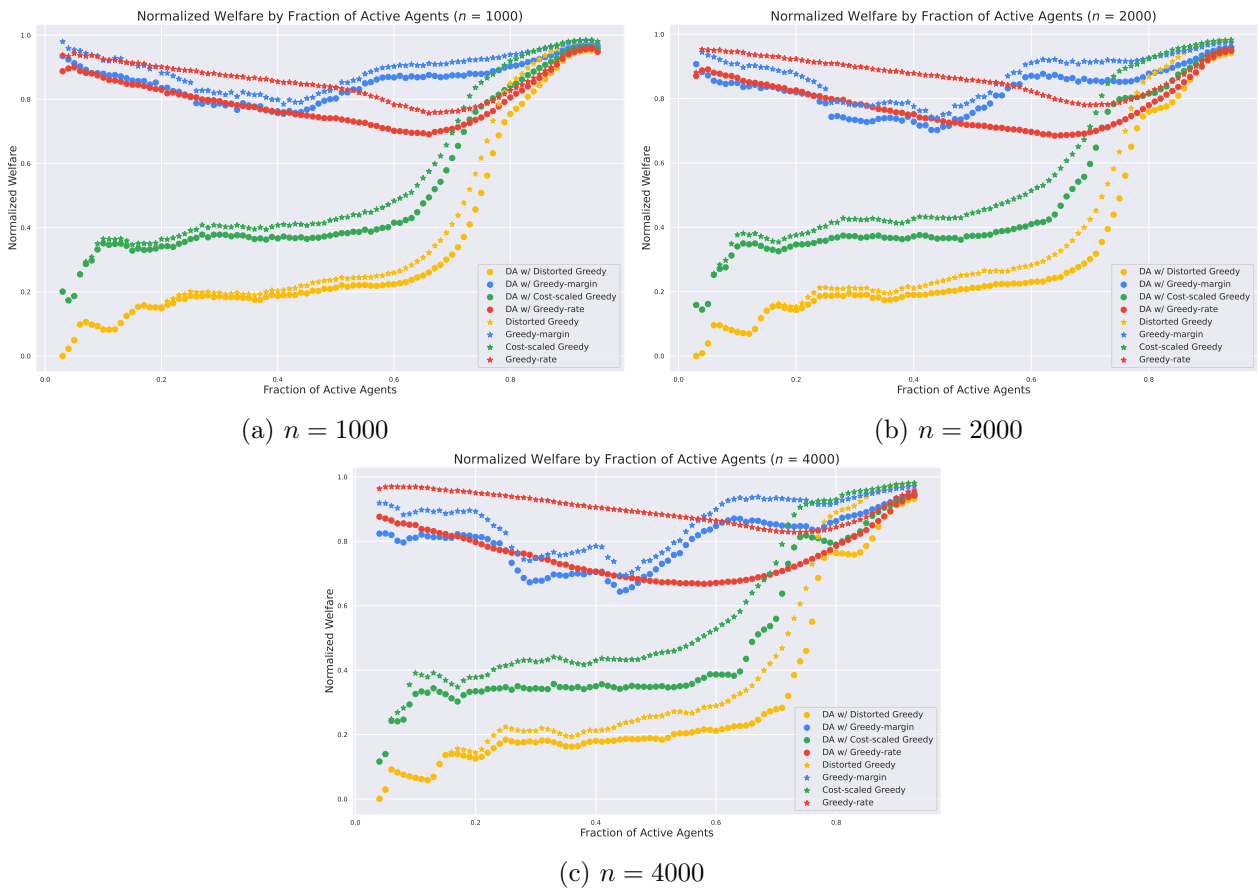 Normalized Welfare by Fraction of Active Agents (n = 1000)
1.0
0.8
0.6
0.4
0.2
0.0
Normalized Welfare
0.0 0.2 0.4 0.6 0.8
Fraction of Active Agents
DA w/ Distorted Greedy
DA w/ Greedy-margin
DA w/ Cost-scaled Greedy
DA w/ Greedy-rate
Distorted Greedy
Greedy-margin
Cost-scaled Greedy
Greedy-rate
(a) n = 1000
Normalized Welfare by Fraction of Active Agents (n = 2000)
1.0
0.8
0.6
0.4
0.2
0.0
Normalized Welfare
0.0 0.2 0.4 0.6 0.8
Fraction of Active Agents
DA w/ Distorted Greedy
DA w/ Greedy-margin
DA w/ Cost-scaled Greedy
DA w/ Greedy-rate
Distorted Greedy
Greedy-margin
Cost-scaled Greedy
Greedy-rate
(b) n = 2000
Normalized Welfare by Fraction of Active Agents (n = 4000)
1.0
0.8
0.6
0.4
0.2
0.0
Normalized Welfare
0.0 0.2 0.4 0.6 0.8
Fraction of Active Agents
DA w/ Distorted Greedy
DA w/ Greedy-margin
DA w/ Cost-scaled Greedy
DA w/ Greedy-rate
Distorted Greedy
Greedy-margin
Cost-scaled Greedy
Greedy-rate
(c) n = 4000